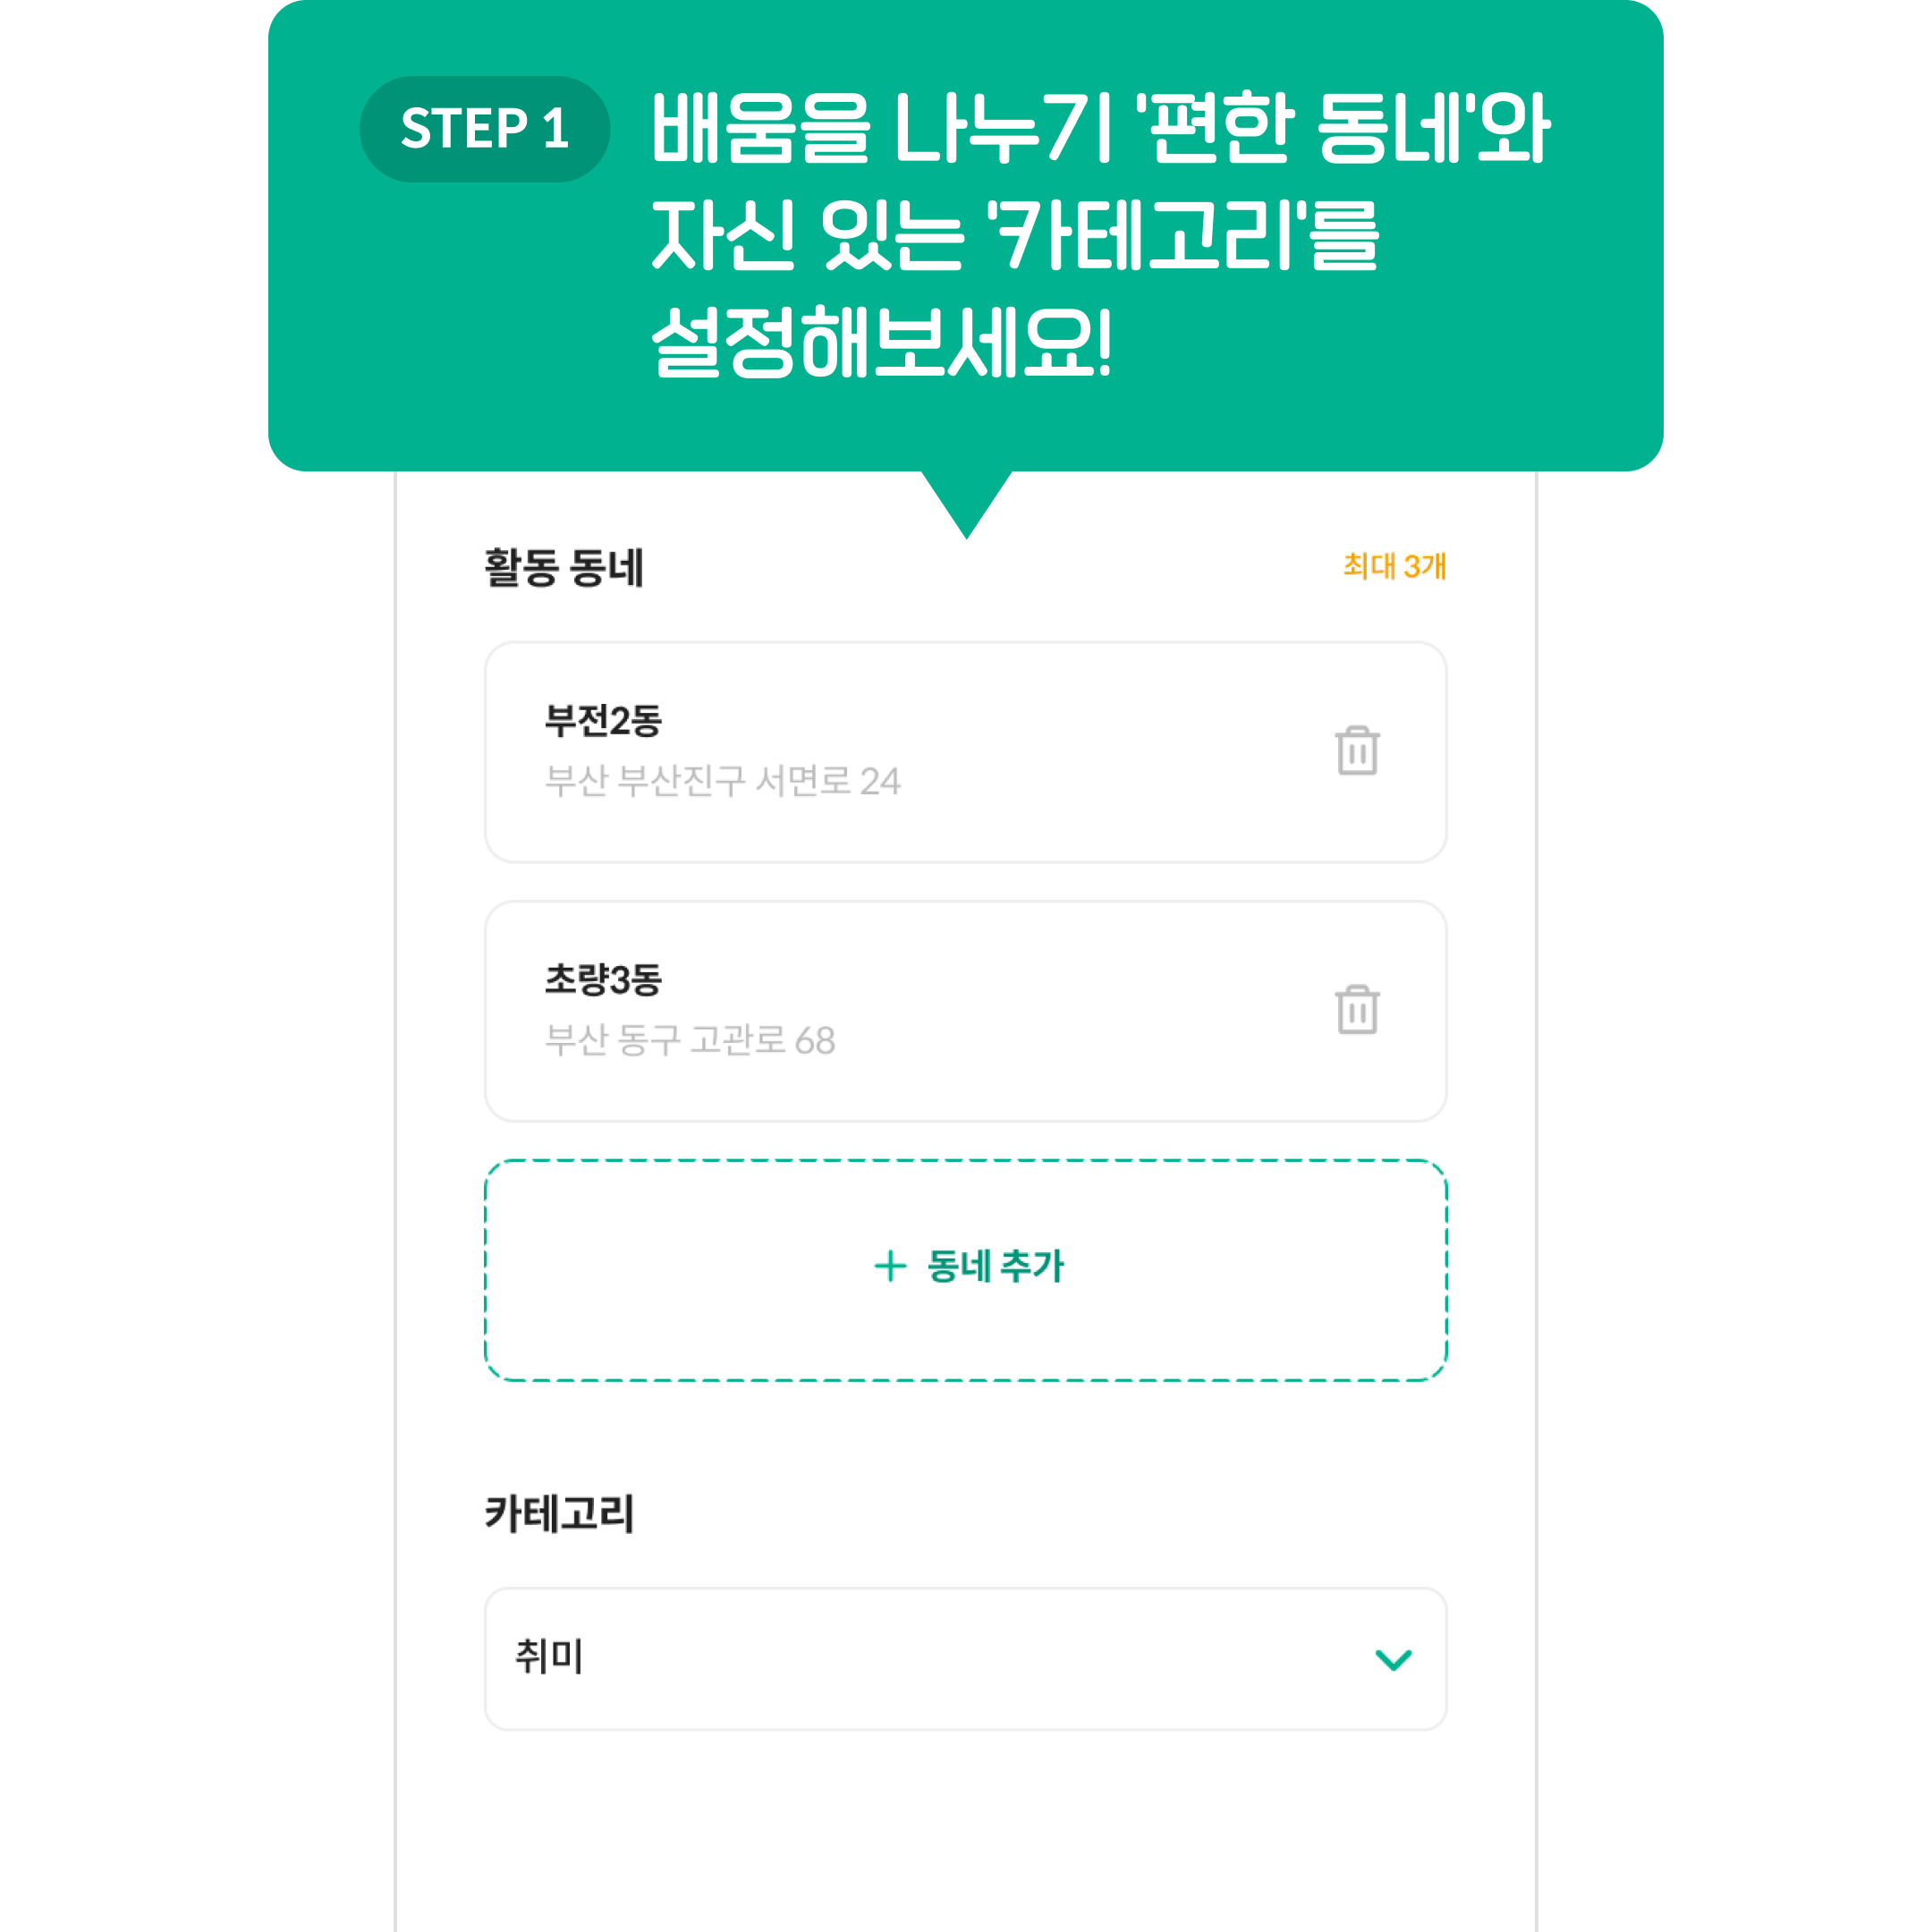 STEP 1
배움을 나누기 '편한 동네'와
자신 있는 '카테고리'를
설정해보세요!
활동 동네
최대 3개
부전2동
부산 부산진구 서면로 24
초량3동
부산 동구 고관로 68
+ 동네 추가
카테고리
취미